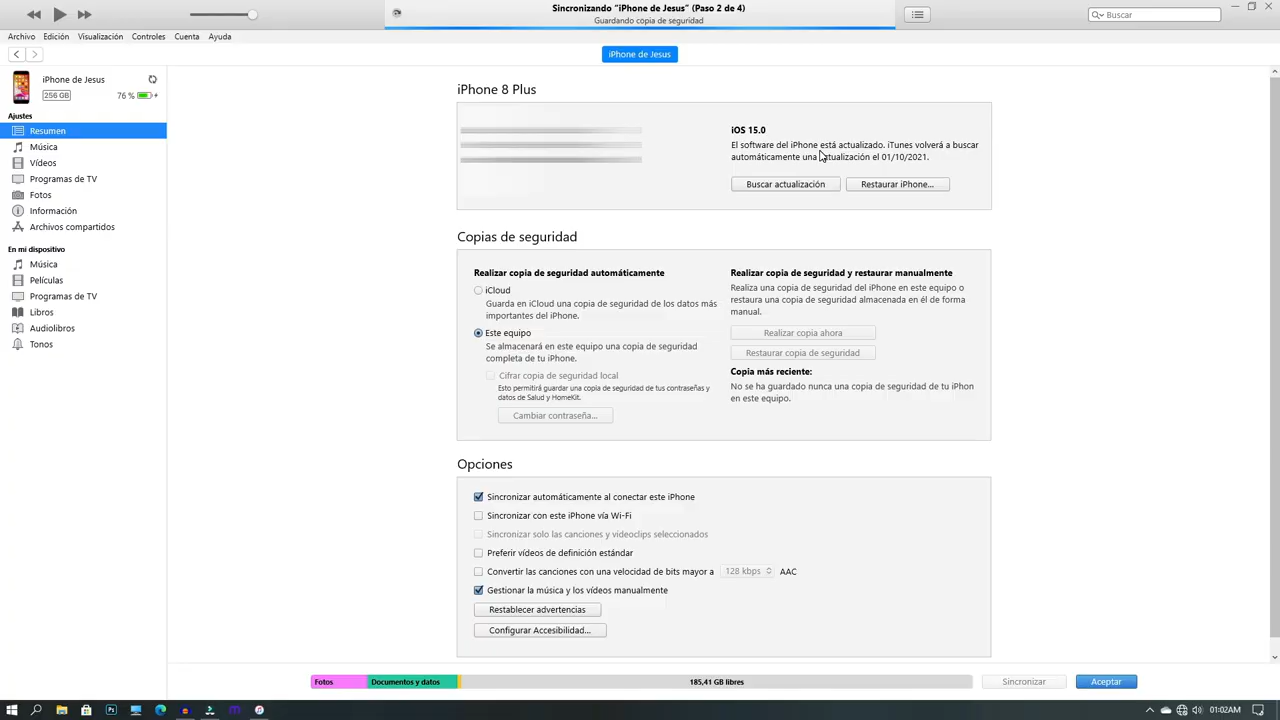 Sincronizando "iPhone de Jesus" (Paso 2 de 4)
Guardando copia de seguridad
Buscar
Archivo Edición Visualización Controles Cuenta Ayuda
iPhone de Jesus
iPhone de Jesus
256 GB 76 %
Ajustes
Resumen
Música
Vídeos
Programas de TV
Fotos
Información
Archivos compartidos
En mi dispositivo
Música
Películas
Programas de TV
Libros
Audiolibros
Tonos
iPhone 8 Plus
iOS 15.0
El software del iPhone está actualizado. iTunes volverá a buscar
automáticamente una actualización el 01/10/2021.
Buscar actualización Restaurar iPhone...
Copias de seguridad
Realizar copia de seguridad automáticamente
iCloud
Guarda en iCloud una copia de seguridad de los datos más
importantes del iPhone.
Este equipo
Se almacenará en este equipo una copia de seguridad
completa de tu iPhone.
Cifrar copia de seguridad local
Esto permitirá guardar una copia de seguridad de tus contraseñas y
datos de Salud y HomeKit.
Cambiar contraseña...
Realizar copia de seguridad y restaurar manualmente
Realiza una copia de seguridad del iPhone en este equipo o
restaura una copia de seguridad almacenada en él de forma
manual.
Realizar copia ahora
Restaurar copia de seguridad
Copia más reciente:
No se ha guardado nunca una copia de seguridad de tu iPhon
en este equipo.
Opciones
Sincronizar automáticamente al conectar este iPhone
Sincronizar con este iPhone vía Wi-Fi
Sincronizar solo las canciones y videoclips seleccionados
Preferir vídeos de definición estándar
Convertir las canciones con una velocidad de bits mayor a 128 kbps AAC
Gestionar la música y los vídeos manualmente
Restablecer advertencias
Configurar Accesibilidad...
Fotos Documentos y datos 185,41 GB libres Sincronizar Aceptar
01:02AM